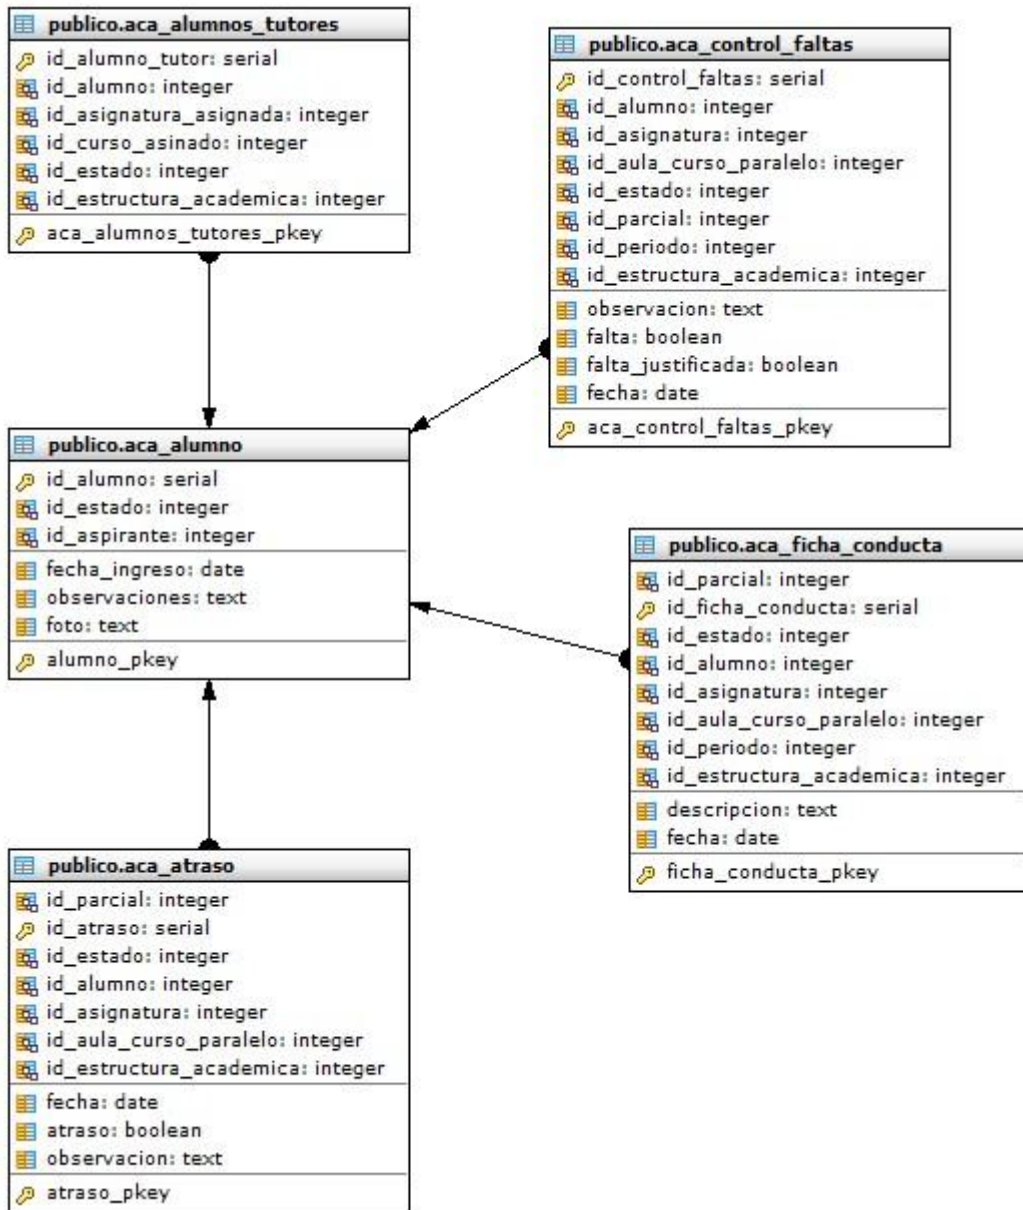 publico.aca_alumnos_tutores
id_alumno_tutor: serial
id_alumno: integer
id_asignatura_asignada: integer
id_curso_asinado: integer
id_estado: integer
id_estructura_academica: integer
aca_alumnos_tutores_pkey
publico.aca_control_faltas
id_control_faltas: serial
id_alumno: integer
id_asignatura: integer
id_aula_curso_paralelo: integer
id_estado: integer
id_parcial: integer
id_periodo: integer
id_estructura_academica: integer
observacion: text
falta: boolean
falta_justificada: boolean
fecha: date
aca_control_faltas_pkey
publico.aca_alumno
id_alumno: serial
id_estado: integer
id_aspirante: integer
fecha_ingreso: date
observaciones: text
foto: text
alumno_pkey
publico.aca_ficha_conducta
id_parcial: integer
id_ficha_conducta: serial
id_estado: integer
id_alumno: integer
id_asignatura: integer
id_aula_curso_paralelo: integer
id_periodo: integer
id_estructura_academica: integer
descripcion: text
fecha: date
ficha_conducta_pkey
publico.aca_atraso
id_parcial: integer
id_atraso: serial
id_estado: integer
id_alumno: integer
id_asignatura: integer
id_aula_curso_paralelo: integer
id_estructura_academica: integer
fecha: date
atraso: boolean
observacion: text
atraso_pkey